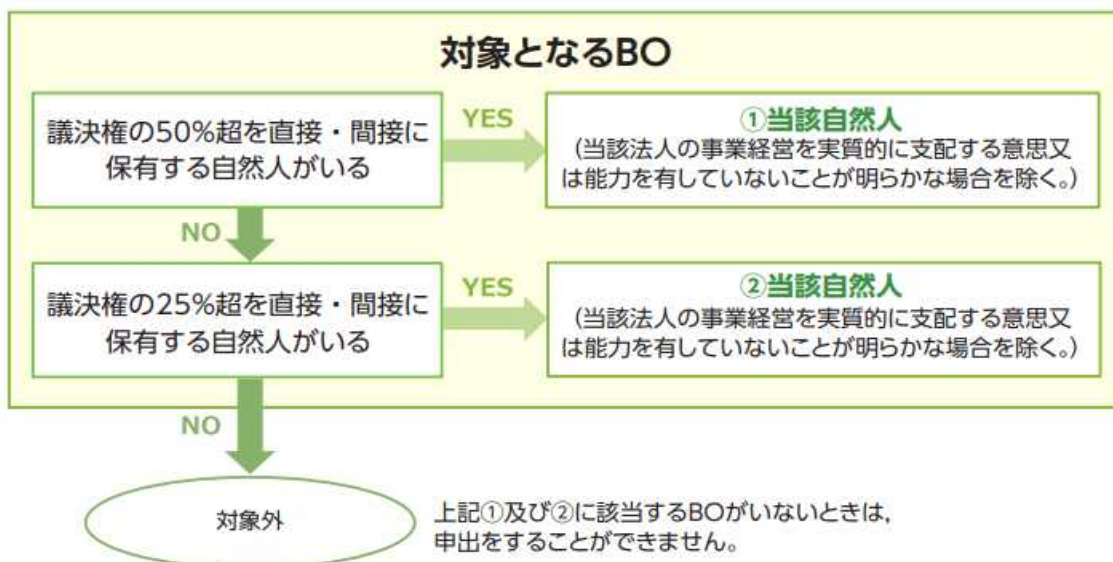 対象となるBO
議決権の50%超を直接・間接に
保有する自然人がいる
YES
①当該自然人
(当該法人の事業経営を実質的に支配する意思又
は能力を有していないことが明らかな場合を除く。)
NO
議決権の25%超を直接・間接に
保有する自然人がいる
YES
②当該自然人
(当該法人の事業経営を実質的に支配する意思又
は能力を有していないことが明らかな場合を除く。)
NO
対象外
上記①及び②に該当するBOがいないときは,
申出をすることができません。